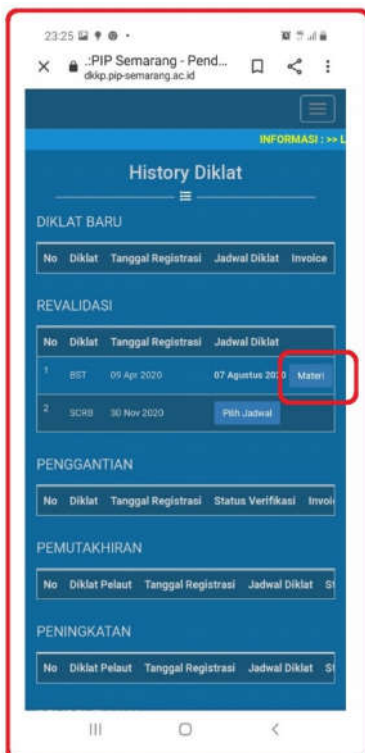 23:25
.:PIP Semarang - Pend...
dkkp.pip-semarang.ac.id
INFORMASI : >> L
History Diklat
DIKLAT BARU
No Diklat Tanggal Registrasi Jadwal Diklat Invoice
REVALIDASI
No Diklat Tanggal Registrasi Jadwal Diklat
1 BST 09 Apr 2020 07 Agustus 2020 Materi
2 SCRB 30 Nov 2020 Pilih Jadwal
PENGGANTIAN
No Diklat Tanggal Registrasi Status Verifikasi Invoi
PEMUTAKHIRAN
No Diklat Pelaut Tanggal Registrasi Jadwal Diklat St
PENINGKATAN
No Diklat Pelaut Tanggal Registrasi Jadwal Diklat St